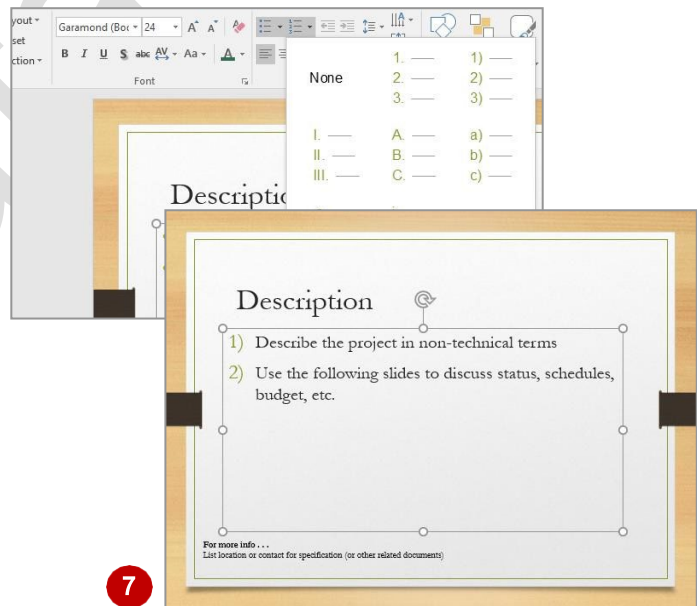 yout
Garamond (Boc 24 A A
set
B I U S abc AV Aa A
ction
Font
None
1.
2.
3.
1)
2)
3)
I.
II.
III.
A.
B.
C.
a)
b)
c)
Descriptio
Description
1) Describe the project in non-technical terms
2) Use the following slides to discuss status, schedules,
budget, etc.
For more info . . .
List location or contact for specification (or other related documents)
7